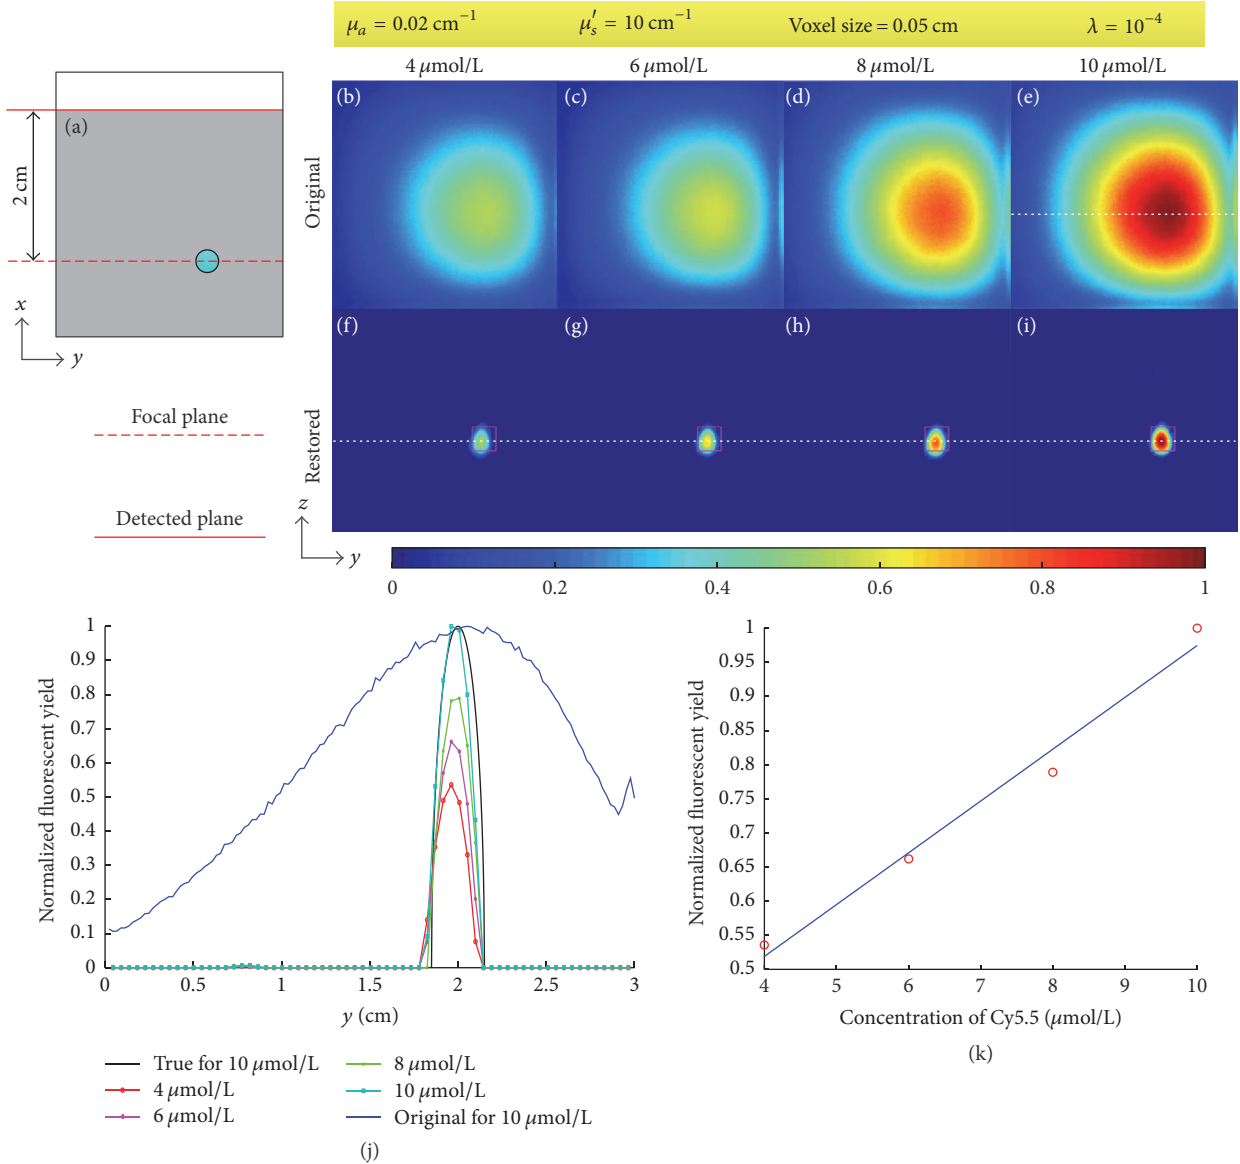 μa = 0.02 cm−1 μ′s = 10 cm−1 Voxel size = 0.05 cm λ = 10−4
4 μmol/L 6 μmol/L 8 μmol/L 10 μmol/L
(a)
2 cm
x
y
Focal plane
Detected plane
Original
(b) (c) (d) (e)
Restored
(f) (g) (h) (i)
z
y
0 0.2 0.4 0.6 0.8 1
Normalized fluorescent yield
1
0.9
0.8
0.7
0.6
0.5
0.4
0.3
0.2
0.1
0
0 0.5 1 1.5 2 2.5 3
y (cm)
True for 10 μmol/L
4 μmol/L
6 μmol/L
8 μmol/L
10 μmol/L
Original for 10 μmol/L
(j)
Normalized fluorescent yield
1
0.95
0.9
0.85
0.8
0.75
0.7
0.65
0.6
0.55
0.5
4 5 6 7 8 9 10
Concentration of Cy5.5 (μmol/L)
(k)